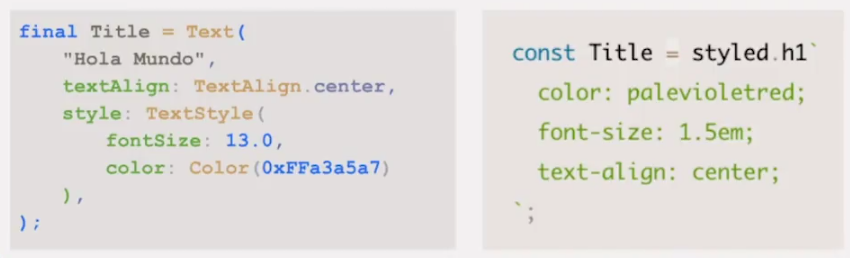 final Title = Text(
    "Hola Mundo",
    textAlign: TextAlign.center,
    style: TextStyle(
        fontSize: 13.0,
        color: Color(0xFFa3a5a7)
    ),
);
const Title = styled.h1`
  color: palevioletred;
  font-size: 1.5em;
  text-align: center;
`;